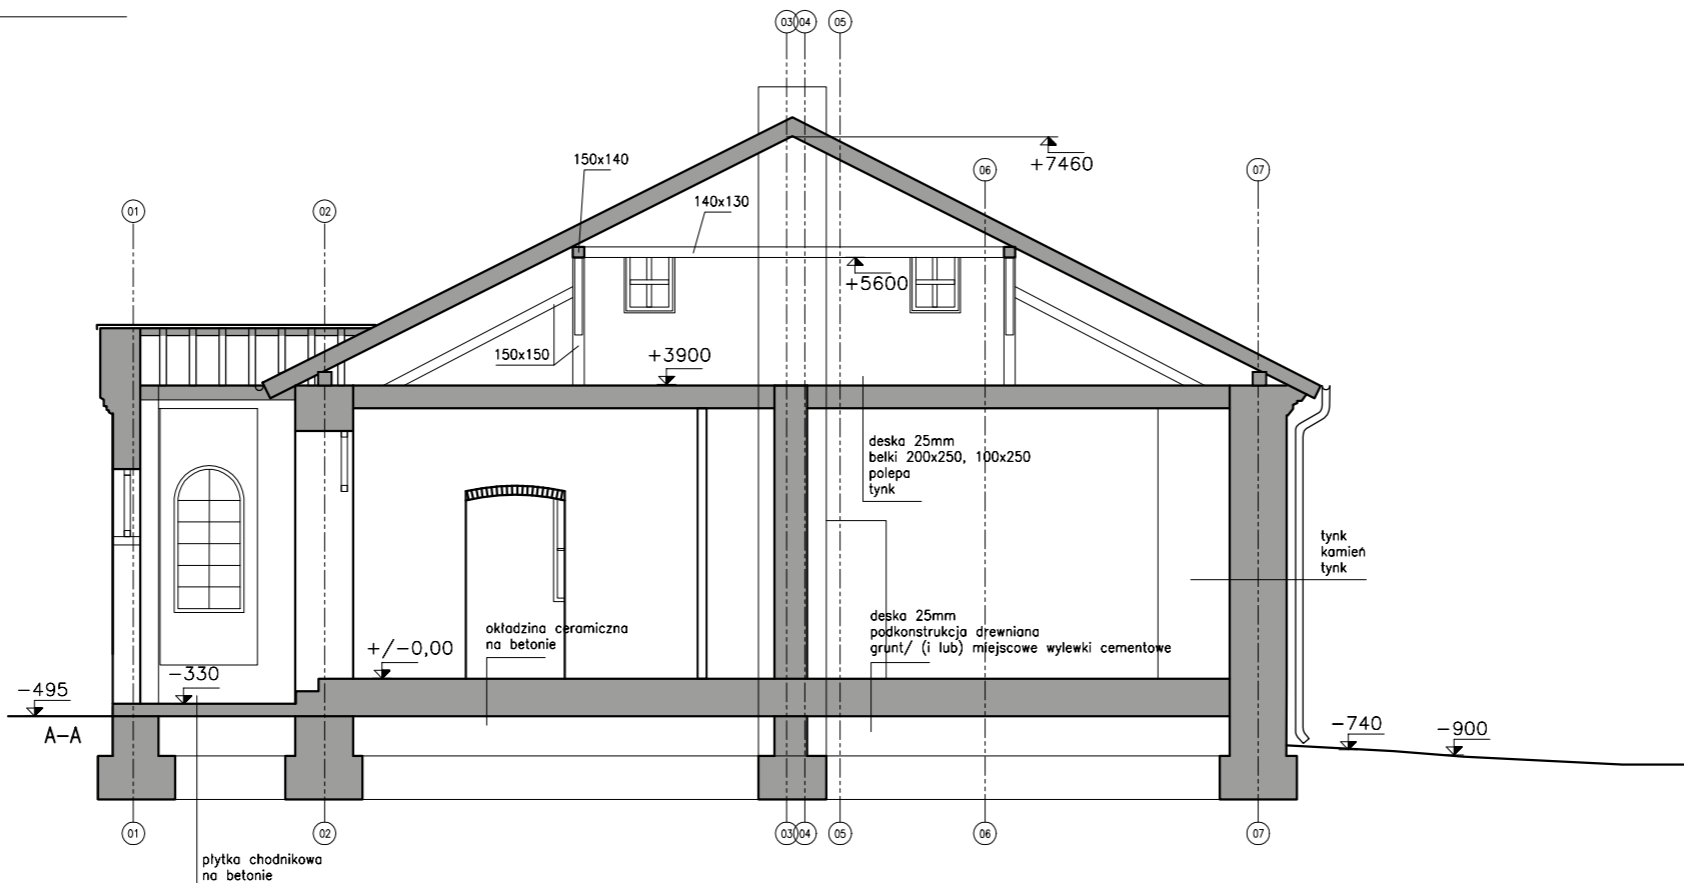 03 04 05
150x140
+7460
06 07
01 02
140x130
+5600
150x150
+3900
deska 25mm
belki 200x250, 100x250
polepa
tynk
tynk
kamień
tynk
okładzina ceramiczna
na betonie
deska 25mm
podkonstrukcja drewniana
grunt/ (i lub) miejscowe wylewki cementowe
+/-0,00
-330
-495
A-A
-740
-900
01 02 03 04 05 06 07
płytka chodnikowa
na betonie